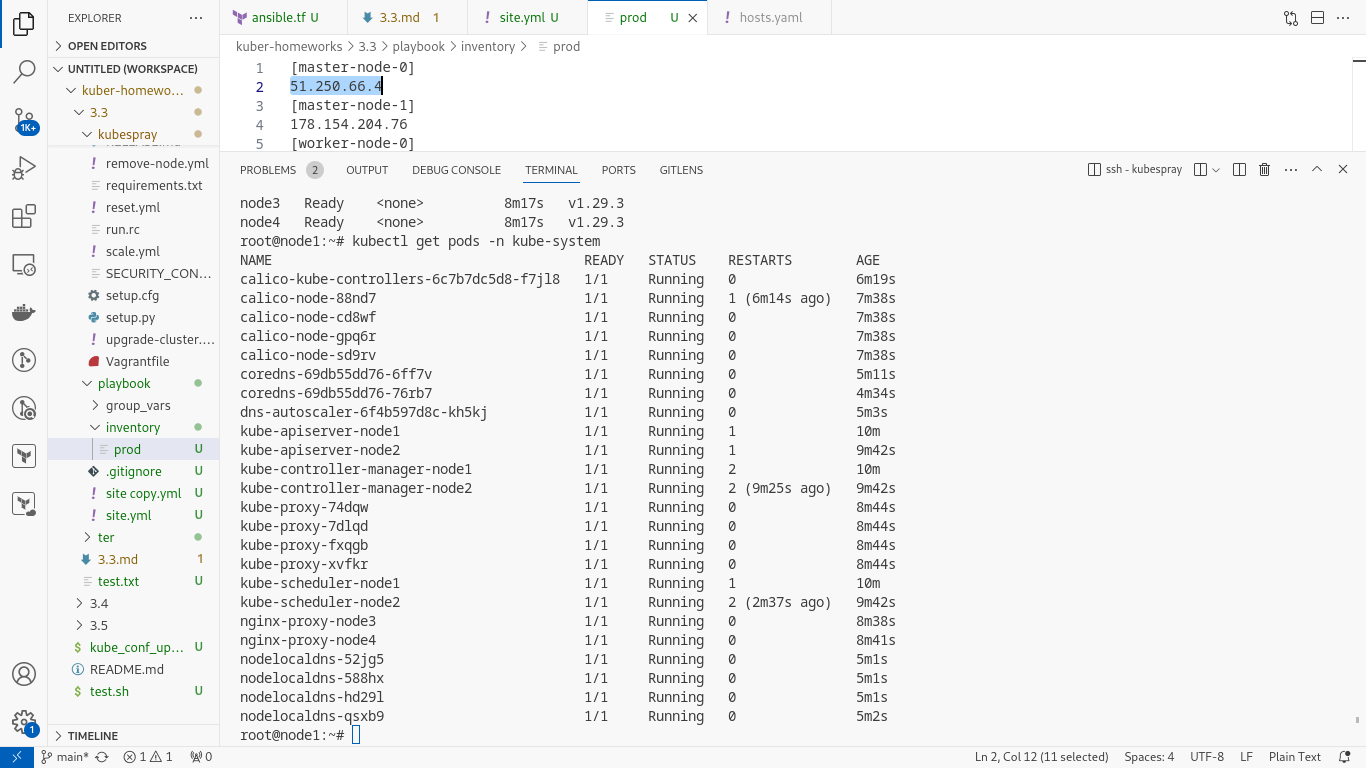 EXPLORER
ansible.tf U
3.3.md 1
site.yml U
prod U
hosts.yaml
OPEN EDITORS
UNTITLED (WORKSPACE)
kuber-homewo...
3.3
kubespray
remove-node.yml
requirements.txt
reset.yml
run.rc
scale.yml
SECURITY_CON...
setup.cfg
setup.py
upgrade-cluster....
Vagrantfile
playbook
group_vars
inventory
prod U
.gitignore U
site copy.yml U
site.yml U
ter
3.3.md 1
test.txt U
3.4
3.5
kube_conf_up... U
README.md
test.sh U
TIMELINE
1K+
1
kuber-homeworks > 3.3 > playbook > inventory > prod
1 [master-node-0]
2 51.250.66.4
3 [master-node-1]
4 178.154.204.76
5 [worker-node-0]
PROBLEMS 2 OUTPUT DEBUG CONSOLE TERMINAL PORTS GITLENS
ssh - kubespray
node3 Ready <none> 8m17s v1.29.3
node4 Ready <none> 8m17s v1.29.3
root@node1:~# kubectl get pods -n kube-system
NAME READY STATUS RESTARTS AGE
calico-kube-controllers-6c7b7dc5d8-f7jl8 1/1 Running 0 6m19s
calico-node-88nd7 1/1 Running 1 (6m14s ago) 7m38s
calico-node-cd8wf 1/1 Running 0 7m38s
calico-node-gpq6r 1/1 Running 0 7m38s
calico-node-sd9rv 1/1 Running 0 7m38s
coredns-69db55dd76-6ff7v 1/1 Running 0 5m11s
coredns-69db55dd76-76rb7 1/1 Running 0 4m34s
dns-autoscaler-6f4b597d8c-kh5kj 1/1 Running 0 5m3s
kube-apiserver-node1 1/1 Running 1 10m
kube-apiserver-node2 1/1 Running 1 9m42s
kube-controller-manager-node1 1/1 Running 2 10m
kube-controller-manager-node2 1/1 Running 2 (9m25s ago) 9m42s
kube-proxy-74dqw 1/1 Running 0 8m44s
kube-proxy-7dlqd 1/1 Running 0 8m44s
kube-proxy-fxqgb 1/1 Running 0 8m44s
kube-proxy-xvfkr 1/1 Running 0 8m44s
kube-scheduler-node1 1/1 Running 1 10m
kube-scheduler-node2 1/1 Running 2 (2m37s ago) 9m42s
nginx-proxy-node3 1/1 Running 0 8m38s
nginx-proxy-node4 1/1 Running 0 8m41s
nodelocaldns-52jg5 1/1 Running 0 5m1s
nodelocaldns-588hx 1/1 Running 0 5m1s
nodelocaldns-hd29l 1/1 Running 0 5m1s
nodelocaldns-qsxb9 1/1 Running 0 5m2s
root@node1:~#
main* 1 1 0
Ln 2, Col 12 (11 selected) Spaces: 4 UTF-8 LF Plain Text